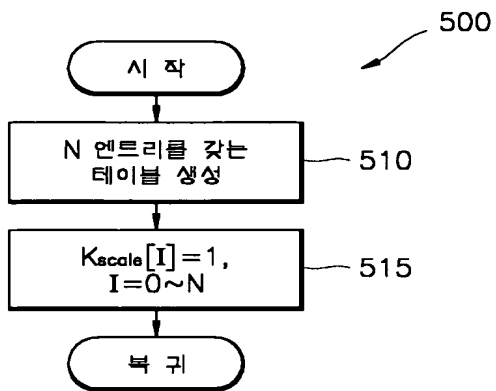 500
시 작
N 엔트리를 갖는
테이블 생성
510
Kscale[I]=1,
I=0~N
515
복 귀